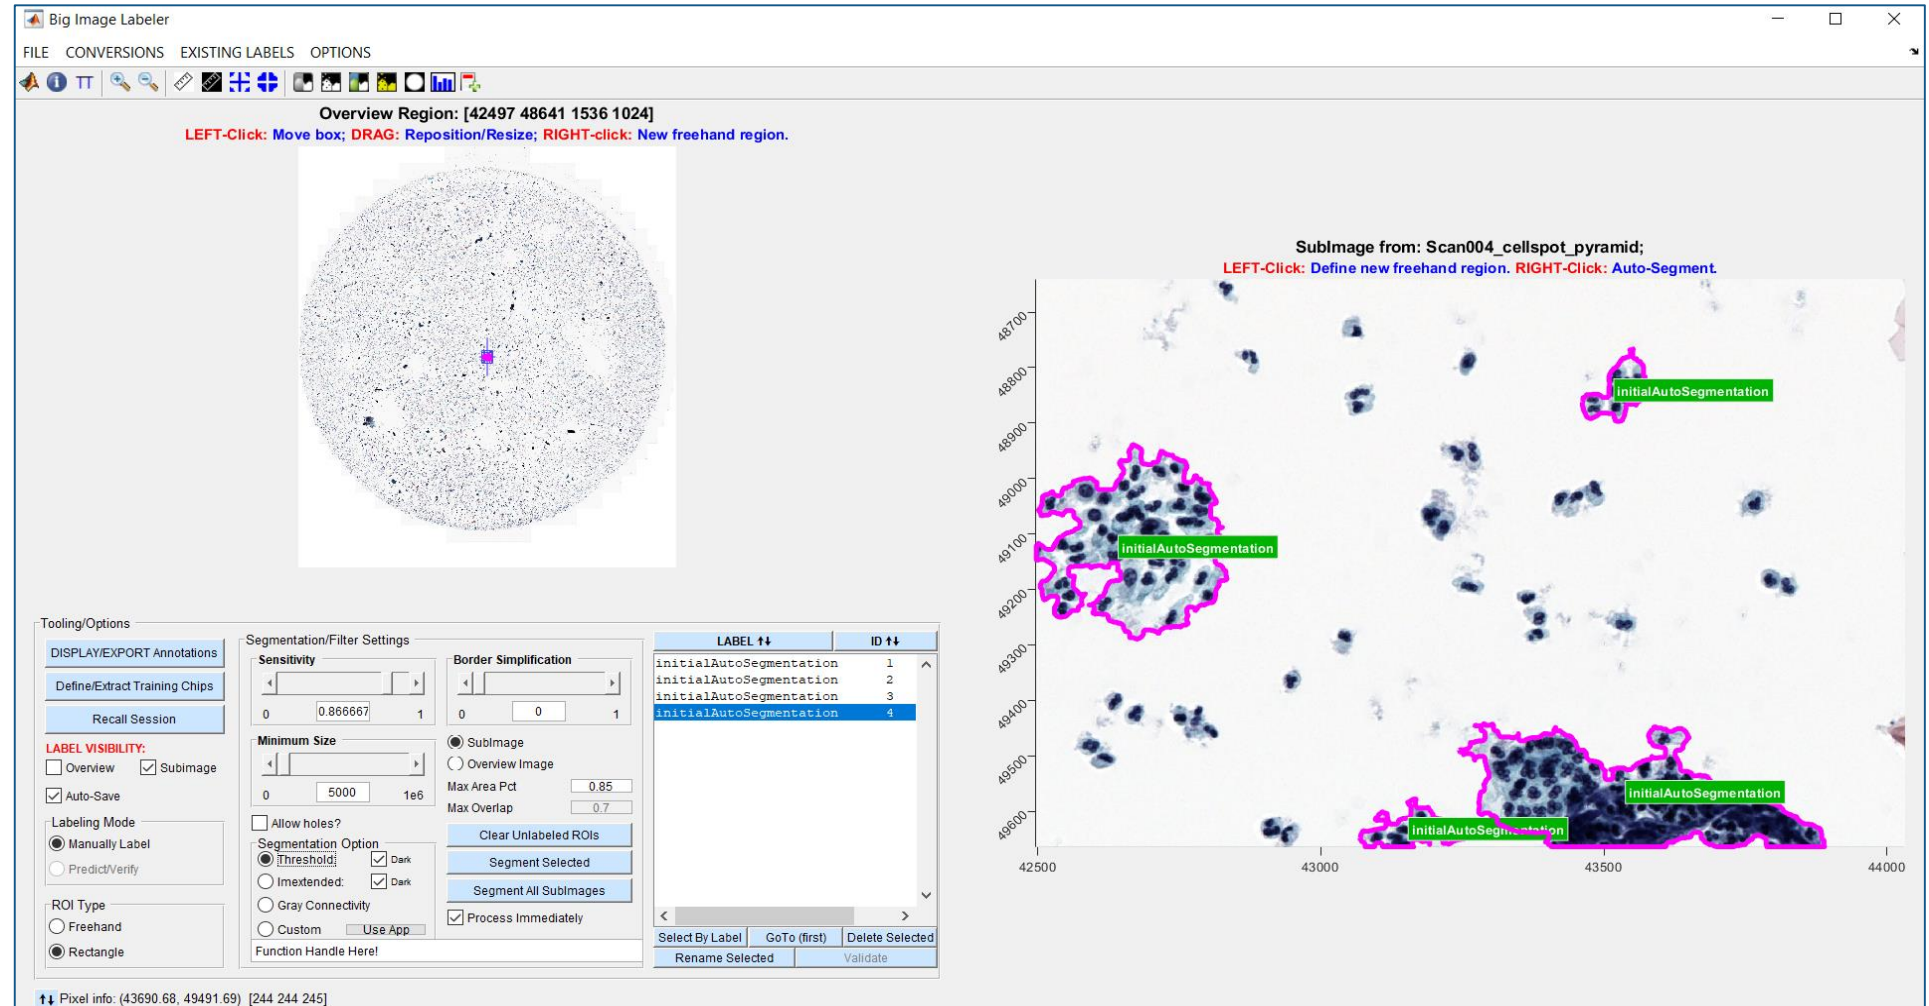 Big Image Labeler
FILE CONVERSIONS EXISTING LABELS OPTIONS
TT
Overview Region: [42497 48641 1536 1024]
LEFT-Click: Move box; DRAG: Reposition/Resize; RIGHT-click: New freehand region.
SubImage from: Scan004_cellspot_pyramid;
LEFT-Click: Define new freehand region. RIGHT-Click: Auto-Segment.
48700
48800
48900
49000
49100
49200
49300
49400
49500
49600
42500 43000 43500 44000
initialAutoSegmentation
initialAutoSegmentation
initialAutoSegmentation
initialAutoSegmentation
Tooling/Options
DISPLAY/EXPORT Annotations
Define/Extract Training Chips
Recall Session
LABEL VISIBILITY:
Overview Subimage
Auto-Save
Labeling Mode
Manually Label
Predict/Verify
ROI Type
Freehand
Rectangle
Segmentation/Filter Settings
Sensitivity
0 0.866667 1
Minimum Size
0 5000 1e6
Allow holes?
Segmentation Option
Threshold: Dark
Imextended: Dark
Gray Connectivity
Custom Use App
Function Handle Here!
Border Simplification
0 0 1
SubImage
Overview Image
Max Area Pct 0.85
Max Overlap 0.7
Clear Unlabeled ROIs
Segment Selected
Segment All SubImages
Process Immediately
LABEL ↑↓ ID ↑↓
initialAutoSegmentation 1
initialAutoSegmentation 2
initialAutoSegmentation 3
initialAutoSegmentation 4
Select By Label GoTo (first) Delete Selected
Rename Selected Validate
↑↓ Pixel info: (43690.68, 49491.69) [244 244 245]